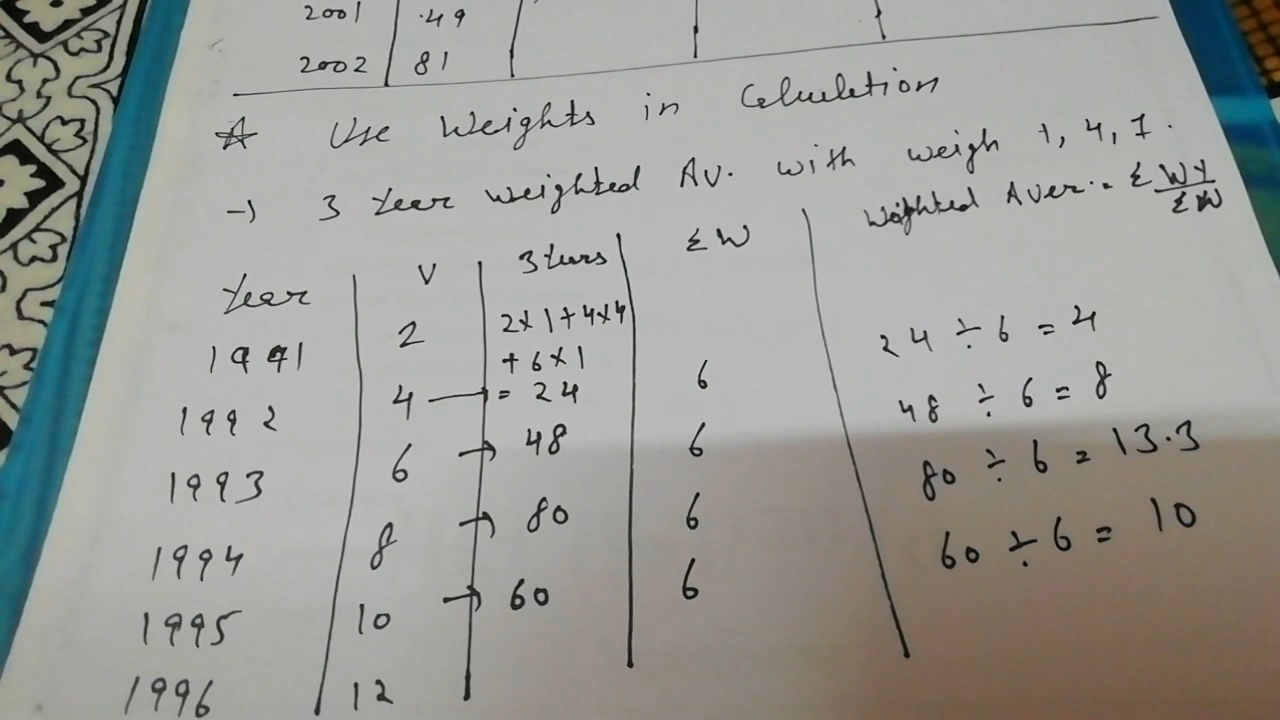 2001 .49
2002 81
☆ Use Weights in Calculation
→ 3 Year Weighted Av. with weigh 1, 4, 1.
Weighted Aver. = ΣWY/ΣW
Year V 3 Years ΣW
1991 2 2×1+4×4
+6×1
24 ÷ 6 = 4
1992 4 → = 24 6
48 ÷ 6 = 8
1993 6 → 48 6
80 ÷ 6 = 13.3
1994 8 → 80 6
60 ÷ 6 = 10
1995 10 → 60 6
1996 12